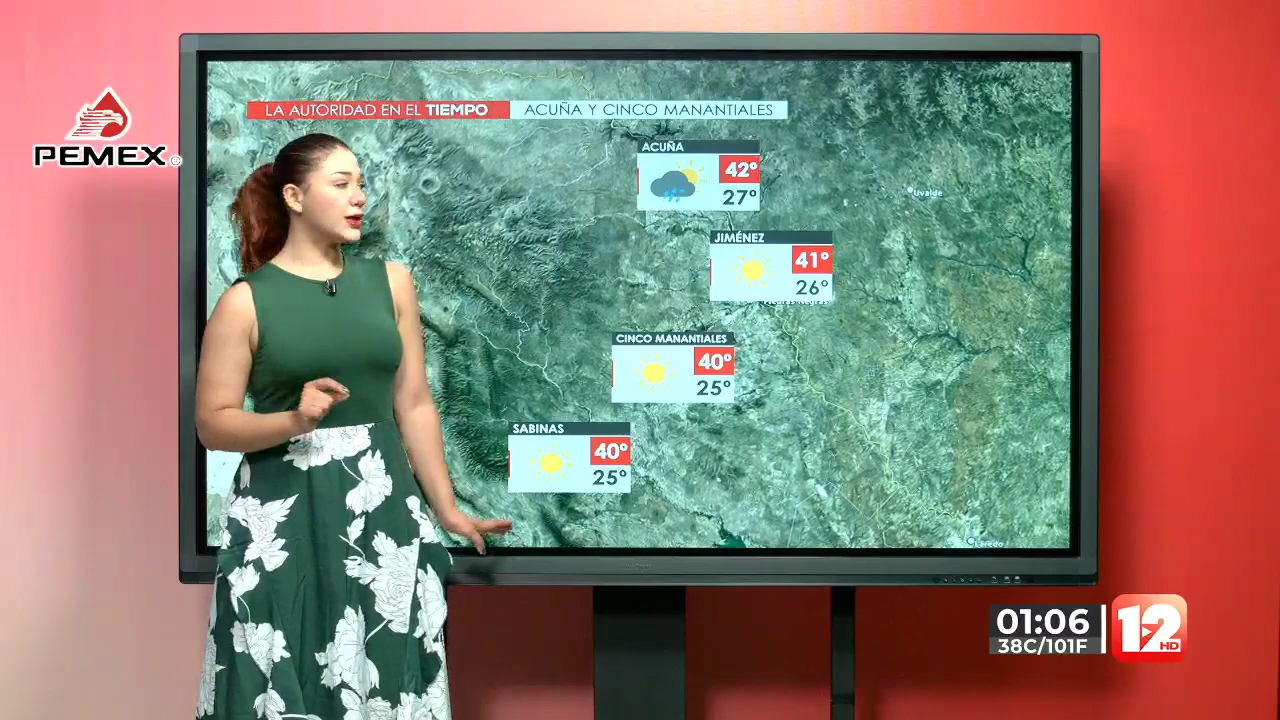 PEMEX
LA AUTORIDAD EN EL TIEMPO
ACUÑA Y CINCO MANANTIALES
ACUÑA
42°
27°
Uvalde
JIMÉNEZ
41°
26°
CINCO MANANTIALES
40°
25°
SABINAS
40°
25°
Laredo
01:06
38C/101F
12
HD